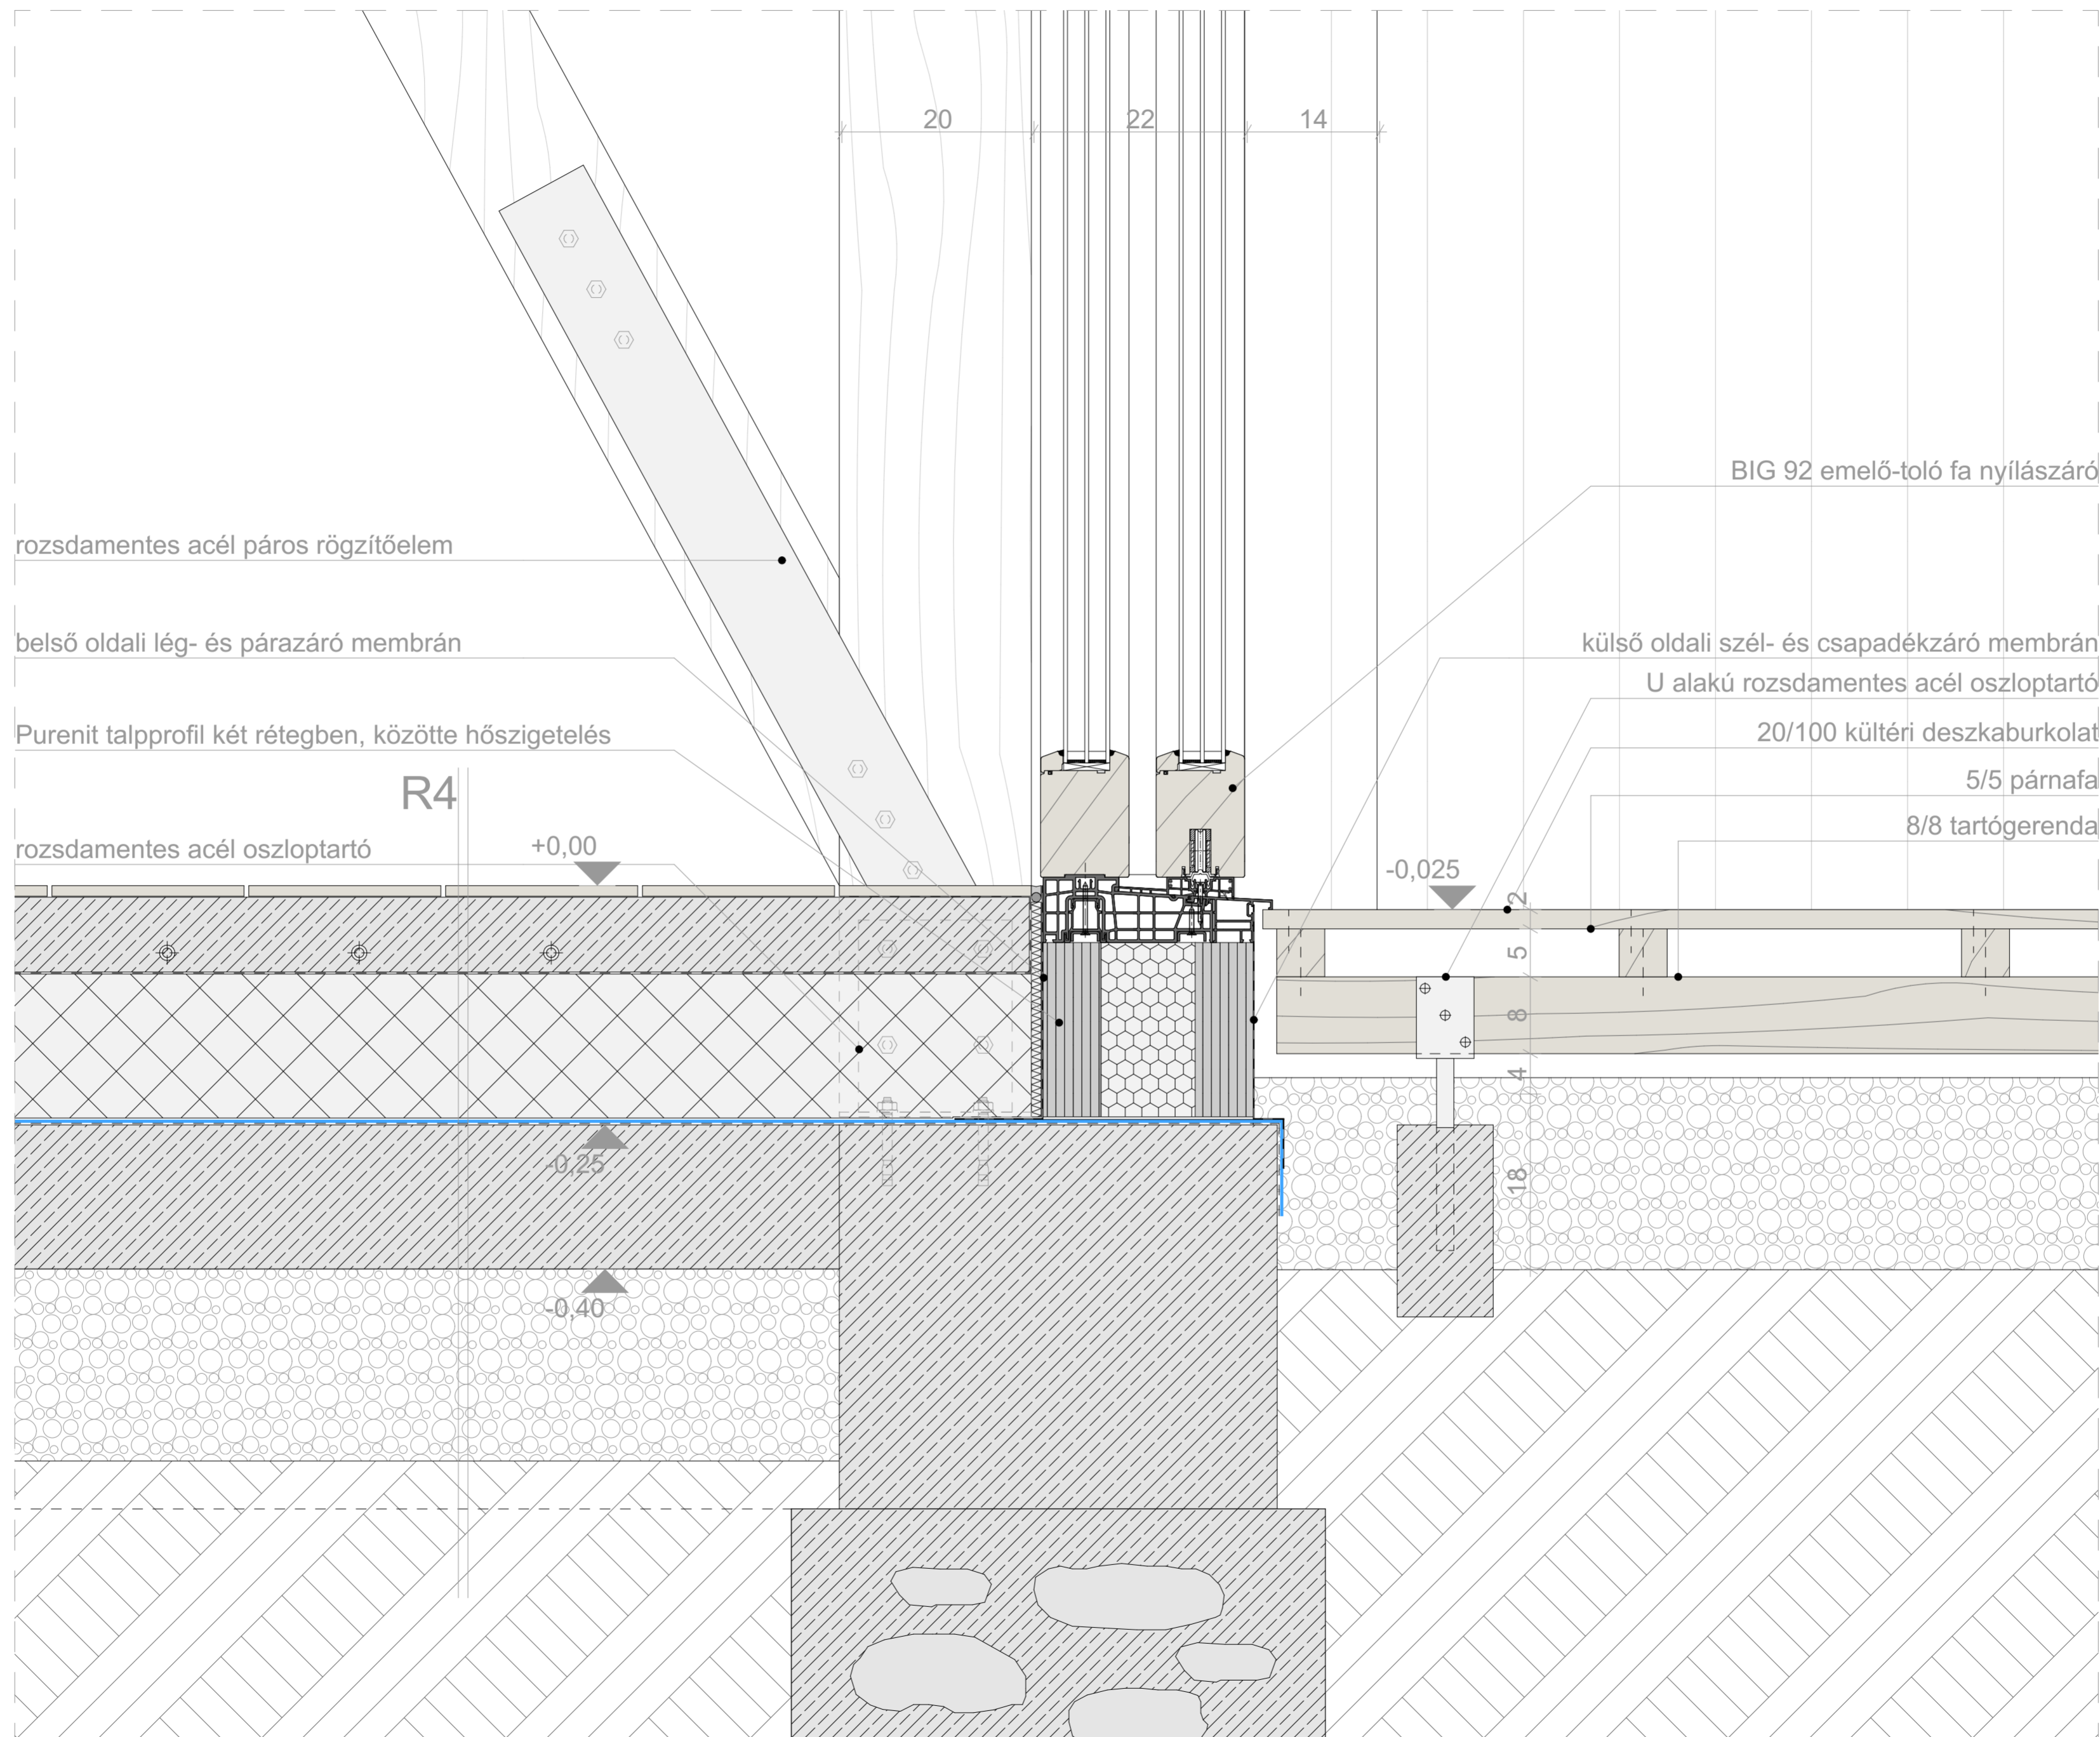 20
22
14
BIG 92 emelő-toló fa nyílászáró
rozsdamentes acél páros rögzítőelem
belső oldali lég- és párazáró membrán
külső oldali szél- és csapadékzáró membrán
U alakú rozsdamentes acél oszloptartó
Purenit talpprofil két rétegben, közötte hőszigetelés
20/100 kültéri deszkaburkolat
R4
5/5 párnafa
8/8 tartógerenda
rozsdamentes acél oszloptartó
+0,00
-0,025
2
5
8
4
18
-0,25
-0,40